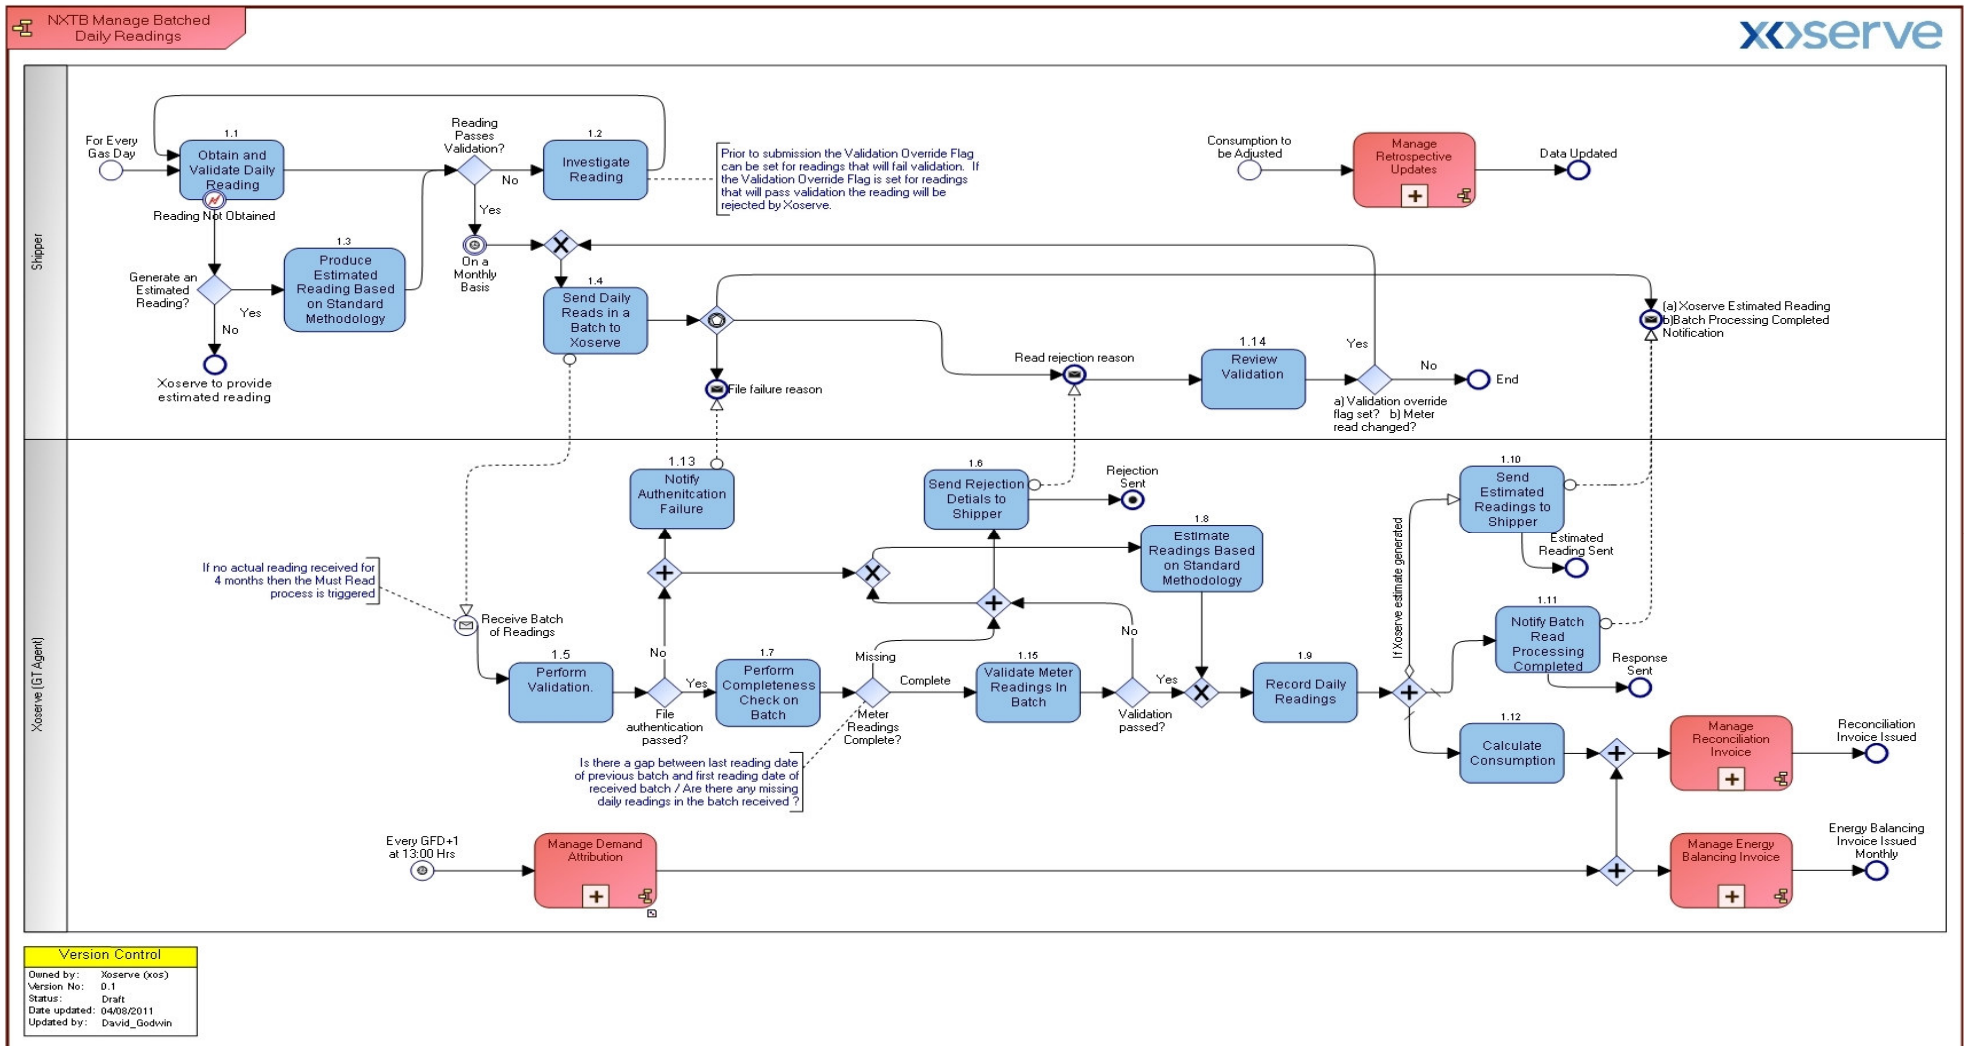 NXTB Manage Batched
Daily Readings
xoserve
Shipper
For Every
Gas Day
1.1
Obtain and
Validate Daily
Reading
Reading Not Obtained
Reading
Passes
Validation?
No
Yes
1.2
Investigate
Reading
Prior to submission the Validation Override Flag
can be set for readings that will fail validation.  If
the Validation Override Flag is set for readings
that will pass validation the reading will be
rejected by Xoserve.
Consumption to
be Adjusted
Manage
Retrospective
Updates
Data Updated
Generate an
Estimated
Reading?
Yes
No
Xoserve to provide
estimated reading
1.3
Produce
Estimated
Reading Based
on Standard
Methodology
On a
Monthly
Basis
1.4
Send Daily
Reads in a
Batch to
Xoserve
File failure reason
Read rejection reason
1.14
Review
Validation
Yes
No
End
a) Validation override
flag set?   b) Meter
read changed?
(a) Xoserve Estimated Reading
b)Batch Processing Completed
Notification
Xoserve (GT Agent)
1.13
Notify
Authenitcation
Failure
1.6
Send Rejection
Detials to
Shipper
Rejection
Sent
1.8
Estimate
Readings Based
on Standard
Methodology
If Xoserve estimate generated
1.10
Send
Estimated
Readings to
Shipper
Estimated
Reading Sent
1.11
Notify Batch
Read
Processing
Completed
Response
Sent
If no actual reading received for
4 months then the Must Read
process is triggered
Receive Batch
of Readings
1.5
Perform
Validation.
No
Yes
File
authentication
passed?
1.7
Perform
Completeness
Check on
Batch
Missing
Complete
Meter
Readings
Complete?
1.15
Validate Meter
Readings In
Batch
No
Yes
Validation
passed?
1.9
Record Daily
Readings
1.12
Calculate
Consumption
Manage
Reconciliation
Invoice
Reconciliation
Invoice Issued
Is there a gap between last reading date
of previous batch and first reading date of
received batch / Are there any missing
daily readings in the batch received ?
Every GFD+1
at 13:00 Hrs
Manage Demand
Attribution
Manage Energy
Balancing Invoice
Energy Balancing
Invoice Issued
Monthly
Version Control
Owned by: Xoserve (xos)
Version No: 0.1
Status: Draft
Date updated: 04/08/2011
Updated by: David_Godwin